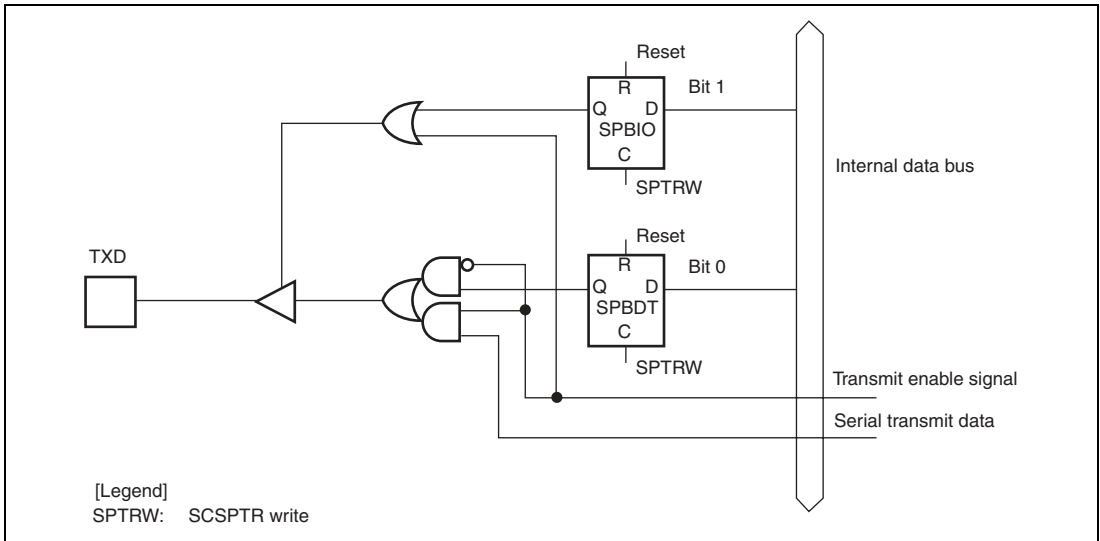 Reset
R
Bit 1
Q D
SPBIO
C
SPTRW
Internal data bus
TXD
Reset
R
Bit 0
Q D
SPBDT
C
SPTRW
Transmit enable signal
Serial transmit data
[Legend]
SPTRW: SCSPTR write